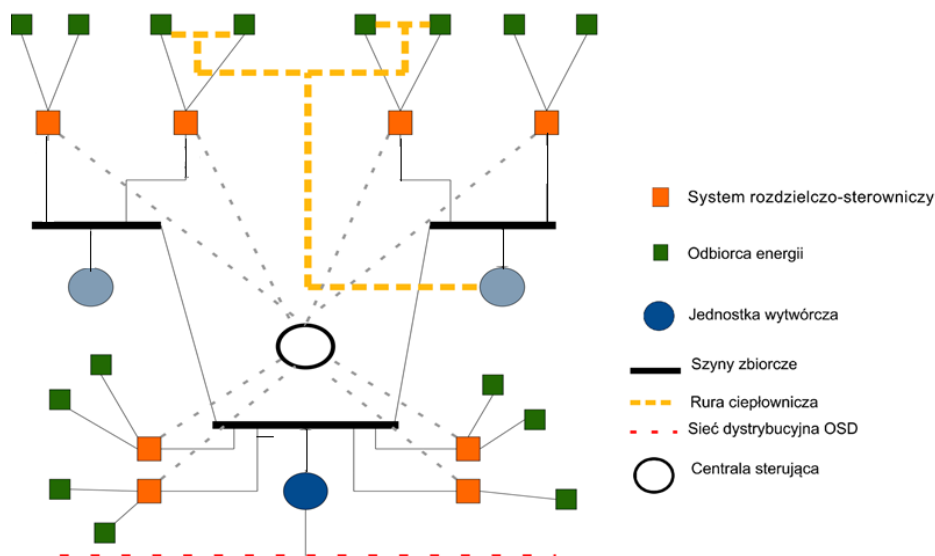 System rozdzielczo-sterowniczy
Odbiorca energii
Jednostka wytwórcza
Szyny zbiorcze
Rura ciepłownicza
Sieć dystrybucyjna OSD
Centrala sterująca